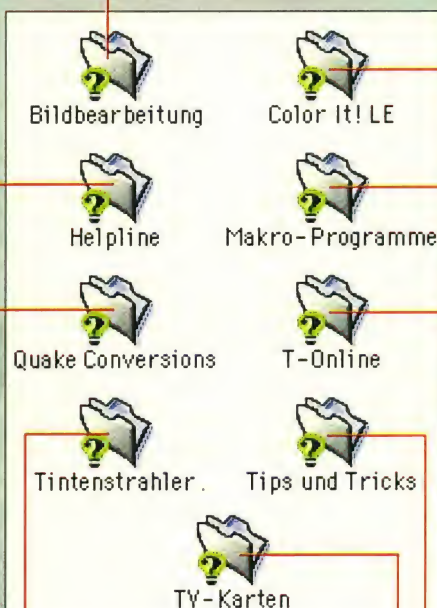 Bildbearbeitung
Color It! LE
Helpline
Makro-Programme
Quake Conversions
T-Online
Tintenstrahler
Tips und Tricks
TV-Karten